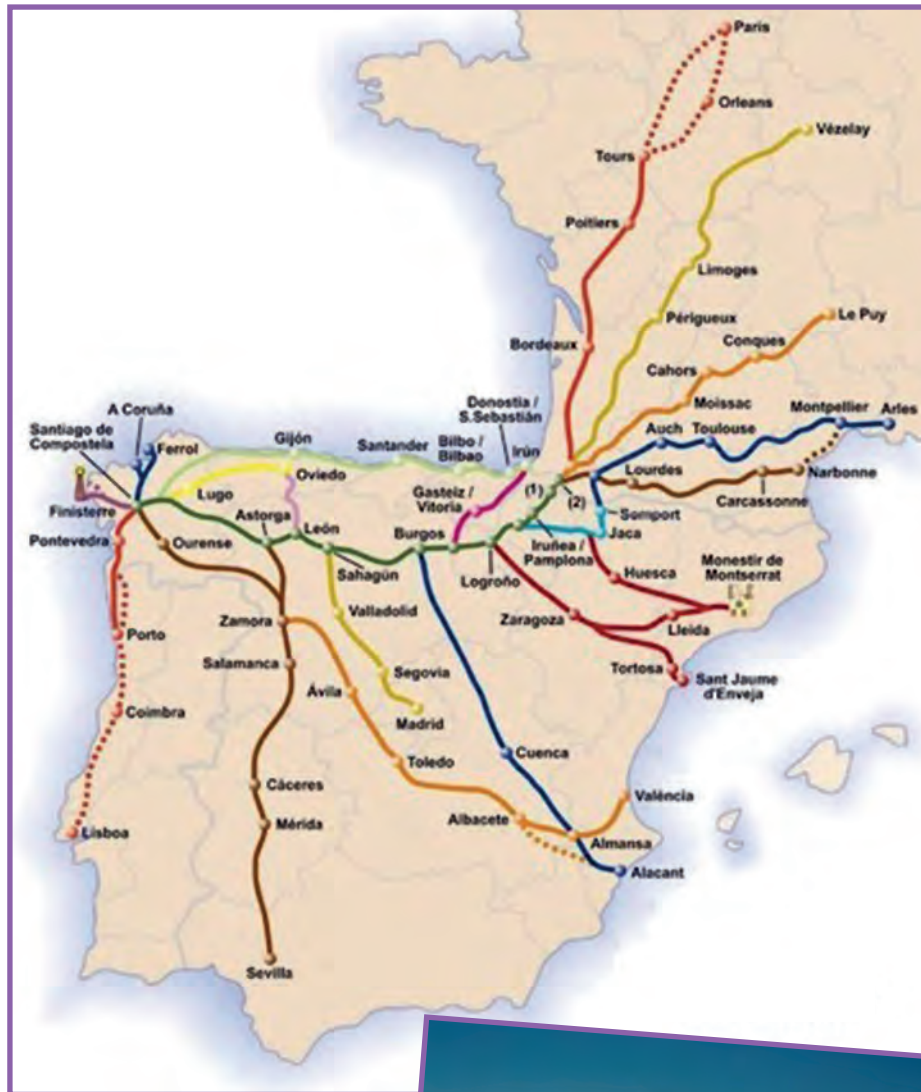 Paris
Orleans
Vézelay
Tours
Poitiers
Limoges
Périgueux
Le Puy
Bordeaux
Conques
Cahors
Moissac
Donostia /
S.Sebastián
Montpellier
Arles
A Coruña
Santiago de
Compostela
Ferrol
Gijón
Santander
Bilbo /
Bilbao
Irún
Auch
Toulouse
Lourdes
Narbonne
Carcassonne
Oviedo
Lugo
Gasteiz /
Vitoria
(1)
(2)
Somport
Finisterre
Astorga
León
Burgos
Jaca
Pontevedra
Ourense
Sahagún
Logroño
Iruñea /
Pamplona
Huesca
Monestir de
Montserrat
Valladolid
Zaragoza
Lleida
Zamora
Porto
Salamanca
Segovia
Tortosa
Sant Jaume
d'Enveja
Ávila
Madrid
Coimbra
Toledo
Cuenca
Cáceres
València
Albacete
Mérida
Lisboa
Almansa
Alacant
Sevilla